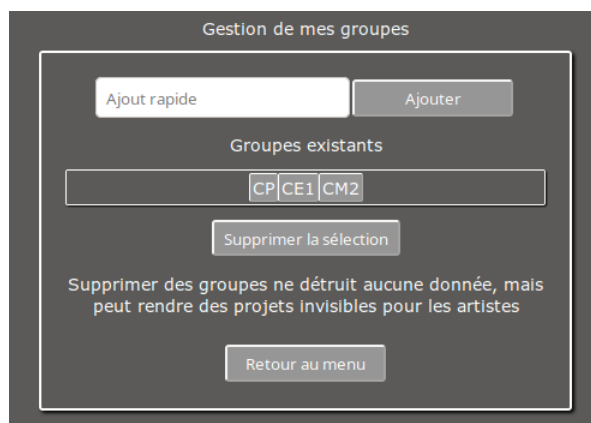 Gestion de mes groupes
Ajout rapide Ajouter
Groupes existants
CP CE1 CM2
Supprimer la sélection
Supprimer des groupes ne détruit aucune donnée, mais
peut rendre des projets invisibles pour les artistes
Retour au menu